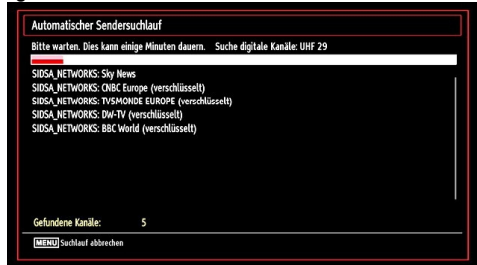 Automatischer Sendersuchlauf
Bitte warten. Dies kann einige Minuten dauern. Suche digitale Kanäle: UHF 29
SIDSA_NETWORKS: Sky News
SIDSA_NETWORKS: CNBC Europe (verschlüsselt)
SIDSA_NETWORKS: TV5MONDE EUROPE (verschlüsselt)
SIDSA_NETWORKS: DW-TV (verschlüsselt)
SIDSA_NETWORKS: BBC World (verschlüsselt)
Gefundene Kanäle: 5
MENU Suchlauf abbrechen